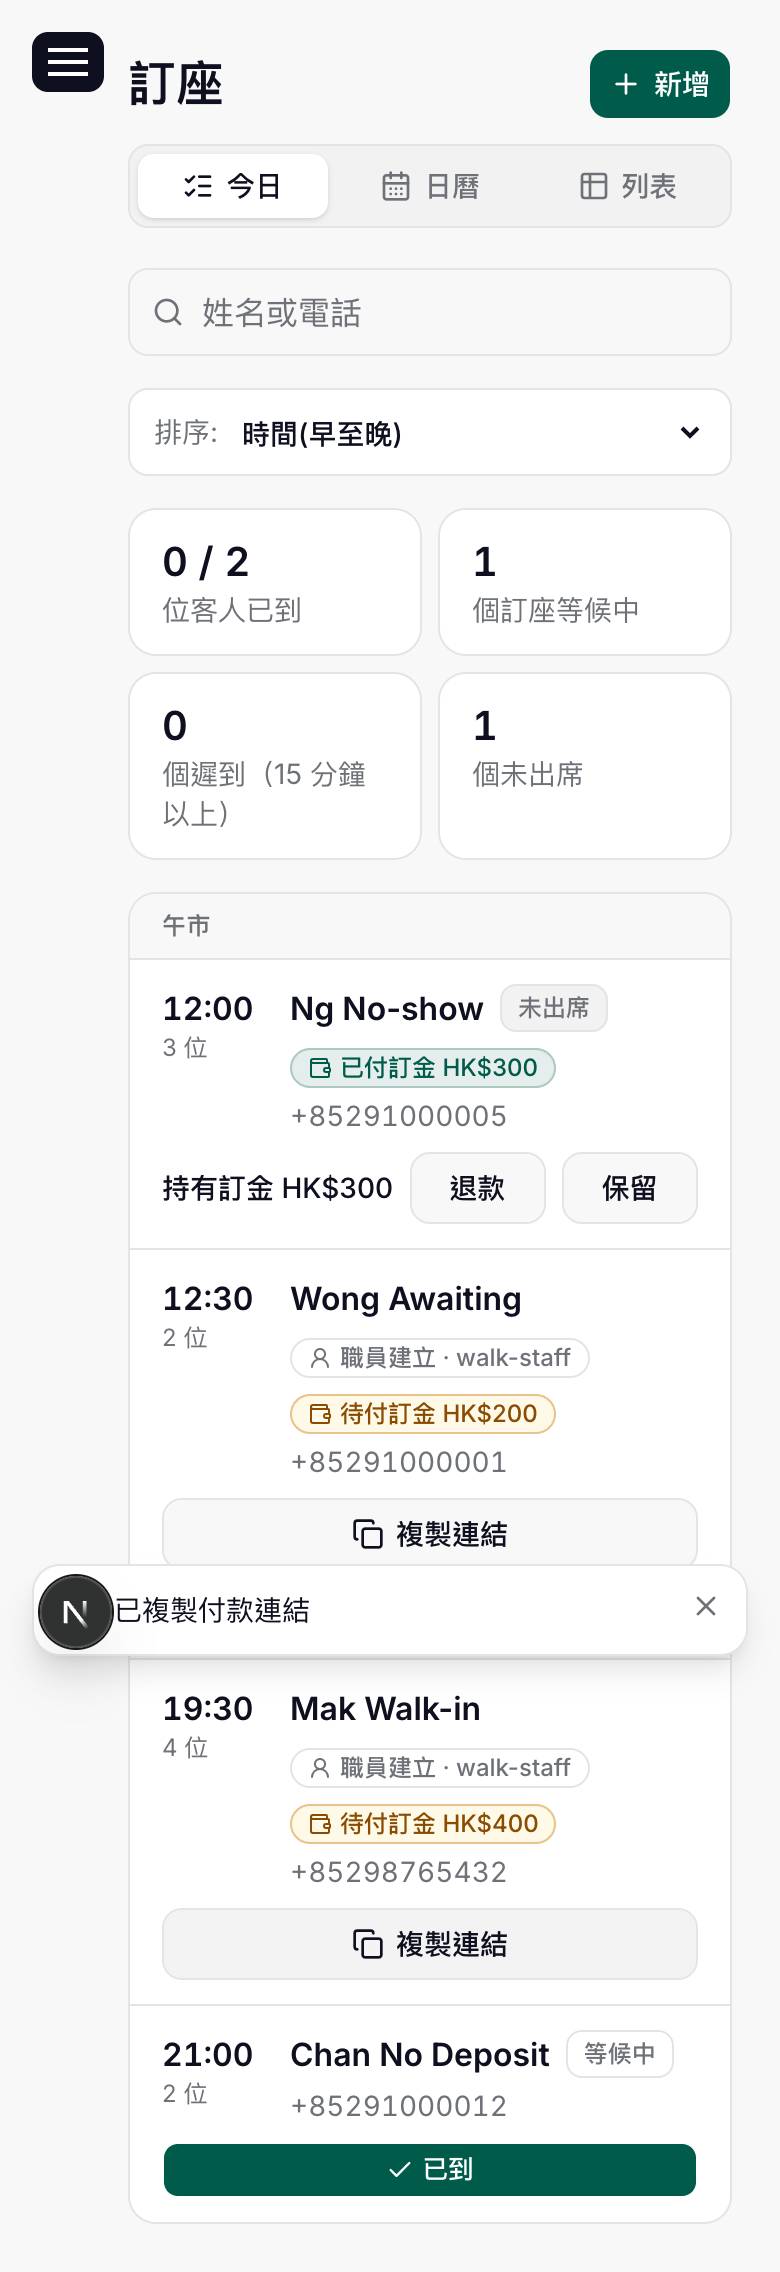 訂座
新增
今日
日曆
列表
姓名或電話
排序: 時間(早至晚)
0 / 2
位客人已到
1
個訂座等候中
0
個遲到（15 分鐘
以上）
1
個未出席
午市
12:00 Ng No-show 未出席
3 位
已付訂金 HK$300
+85291000005
持有訂金 HK$300 退款 保留
12:30 Wong Awaiting
2 位
職員建立 · walk-staff
待付訂金 HK$200
+85291000001
複製連結
N 已複製付款連結
19:30 Mak Walk-in
4 位
職員建立 · walk-staff
待付訂金 HK$400
+85298765432
複製連結
21:00 Chan No Deposit 等候中
2 位
+85291000012
已到